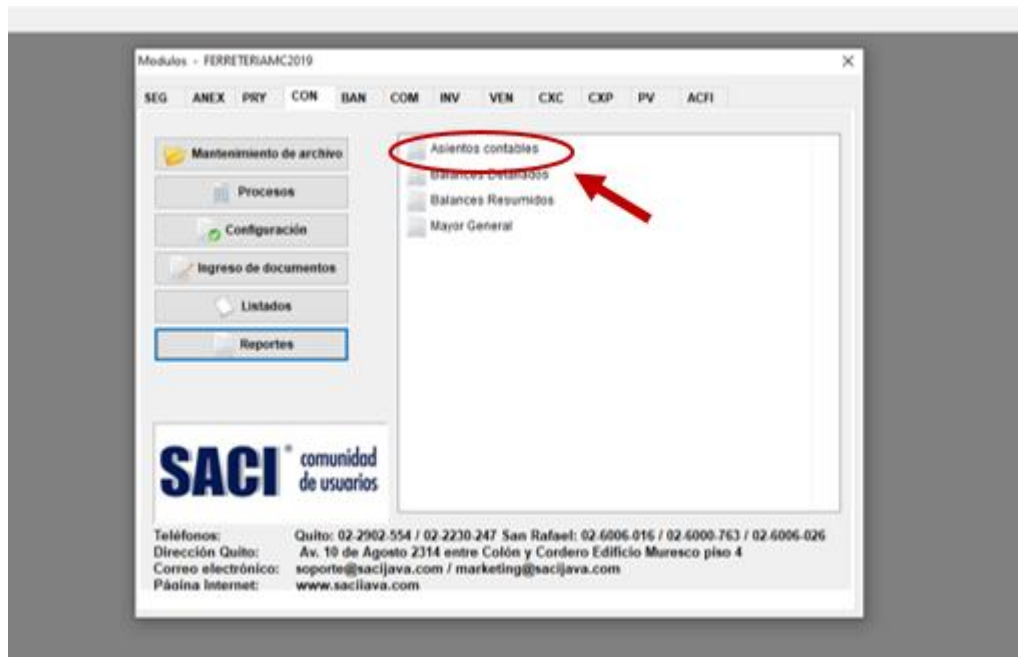 Modulos - FERRETERIAMC2019
SEG ANEX PRY CON BAN COM INV VEN CXC CXP PV ACFI
Mantenimiento de archivo
Procesos
Configuración
Ingreso de documentos
Listados
Reportes
Asientos contables
Balances Detallados
Balances Resumidos
Mayor General
SACI® comunidad
de usuarios
Teléfonos: Quito: 02-2902-554 / 02-2230-247 San Rafael: 02-6006-016 / 02-6000-763 / 02-6006-026
Dirección Quito: Av. 10 de Agosto 2314 entre Colón y Cordero Edificio Muresco piso 4
Correo electrónico: soporte@sacijava.com / marketing@sacijava.com
Página Internet: www.sacijava.com